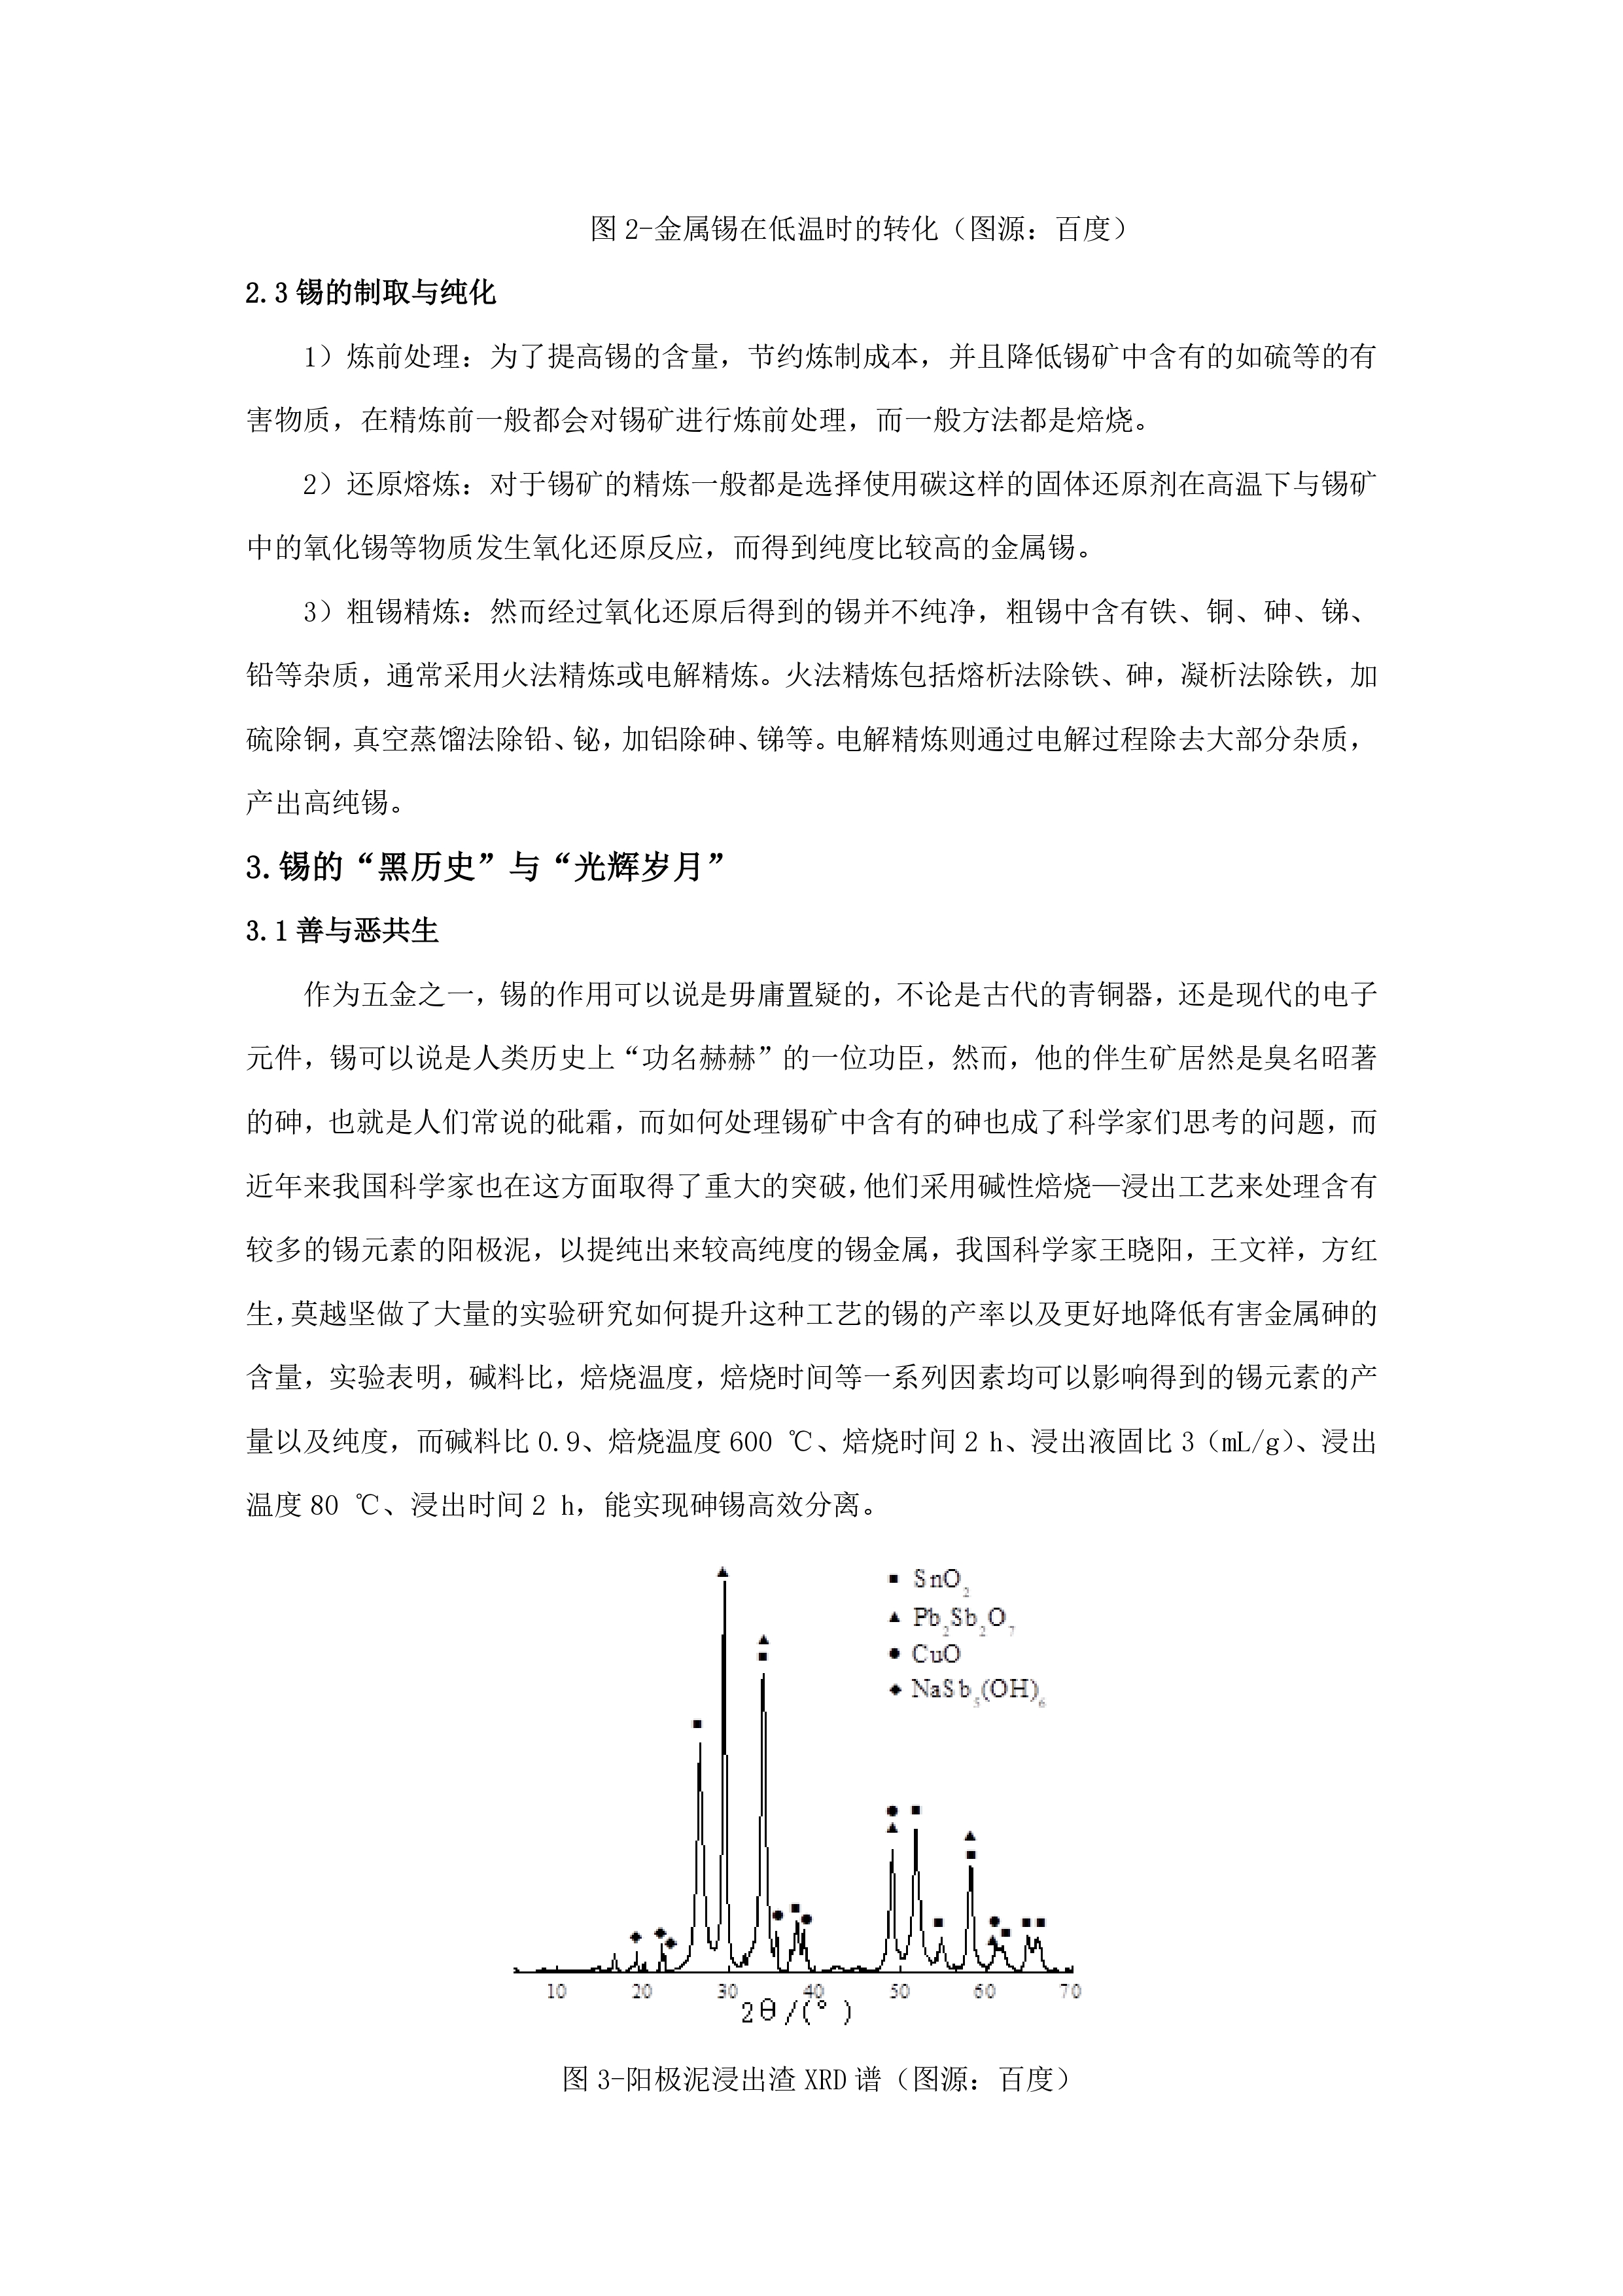 图 2-金属锡在低温时的转化（图源：百度）
2.3 锡的制取与纯化
1）炼前处理：为了提高锡的含量，节约炼制成本，并且降低锡矿中含有的如硫等的有
害物质，在精炼前一般都会对锡矿进行炼前处理，而一般方法都是焙烧。
2）还原熔炼：对于锡矿的精炼一般都是选择使用碳这样的固体还原剂在高温下与锡矿
中的氧化锡等物质发生氧化还原反应，而得到纯度比较高的金属锡。
3）粗锡精炼：然而经过氧化还原后得到的锡并不纯净，粗锡中含有铁、铜、砷、锑、
铅等杂质，通常采用火法精炼或电解精炼。火法精炼包括熔析法除铁、砷，凝析法除铁，加
硫除铜，真空蒸馏法除铅、铋，加铝除砷、锑等。电解精炼则通过电解过程除去大部分杂质，
产出高纯锡。
3.锡的“黑历史”与“光辉岁月”
3.1 善与恶共生
作为五金之一，锡的作用可以说是毋庸置疑的，不论是古代的青铜器，还是现代的电子
元件，锡可以说是人类历史上“功名赫赫”的一位功臣，然而，他的伴生矿居然是臭名昭著
的砷，也就是人们常说的砒霜，而如何处理锡矿中含有的砷也成了科学家们思考的问题，而
近年来我国科学家也在这方面取得了重大的突破，他们采用碱性焙烧—浸出工艺来处理含有
较多的锡元素的阳极泥，以提纯出来较高纯度的锡金属，我国科学家王晓阳，王文祥，方红
生，莫越坚做了大量的实验研究如何提升这种工艺的锡的产率以及更好地降低有害金属砷的
含量，实验表明，碱料比，焙烧温度，焙烧时间等一系列因素均可以影响得到的锡元素的产
量以及纯度，而碱料比 0.9、焙烧温度 600 ℃、焙烧时间 2 h、浸出液固比 3（mL/g）、浸出
温度 80 ℃、浸出时间 2 h，能实现砷锡高效分离。
■ SnO₂
▲ Pb₂Sb₂O₇
● CuO
◆ NaSb₅(OH)₆
10 20 30 40 50 60 70
2θ/(°)
图 3-阳极泥浸出渣 XRD 谱（图源：百度）